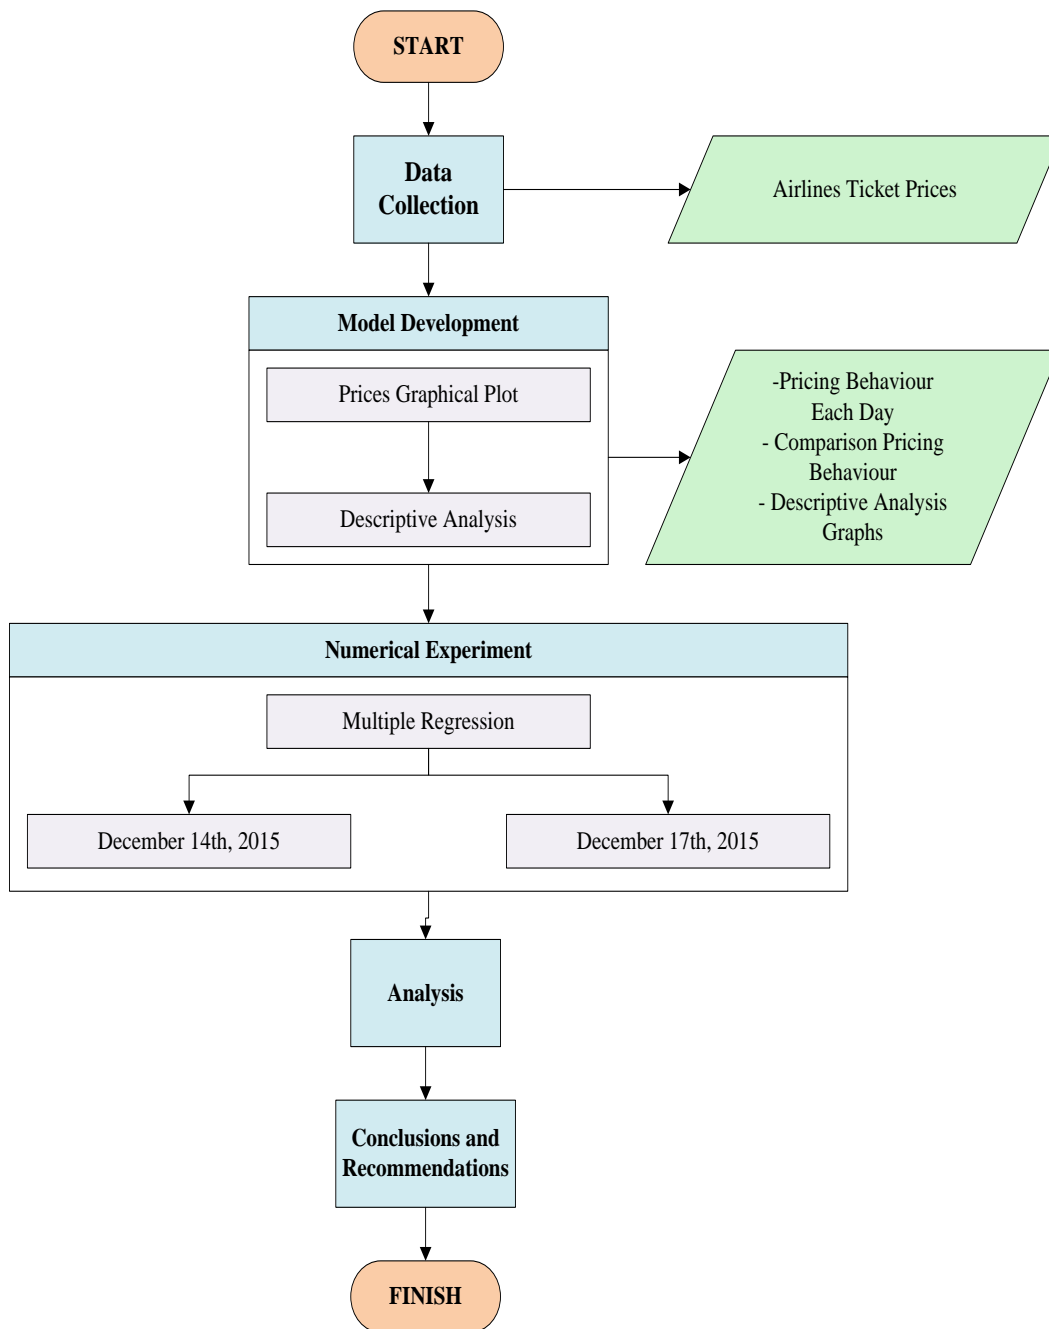 START
Data
Collection
Airlines Ticket Prices
Model Development
Prices Graphical Plot
Descriptive Analysis
-Pricing Behaviour
Each Day
- Comparison Pricing
Behaviour
- Descriptive Analysis
Graphs
Numerical Experiment
Multiple Regression
December 14th, 2015
December 17th, 2015
Analysis
Conclusions and
Recommendations
FINISH